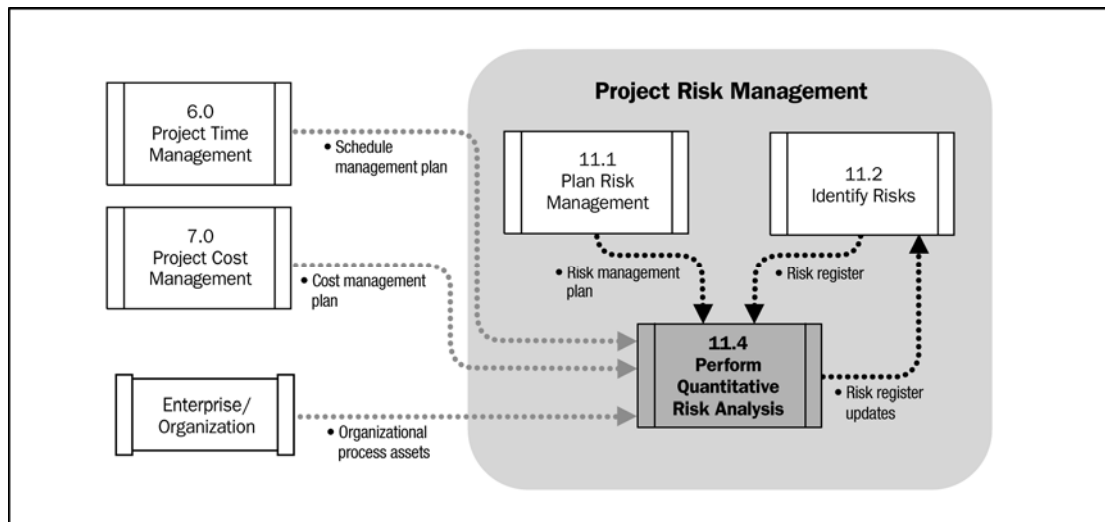 Project Risk Management
6.0
Project Time
Management
• Schedule
management plan
11.1
Plan Risk
Management
11.2
Identify Risks
7.0
Project Cost
Management
• Cost management
plan
• Risk management
plan
• Risk register
11.4
Perform
Quantitative
Risk Analysis
• Risk register
updates
Enterprise/
Organization
• Organizational
process assets